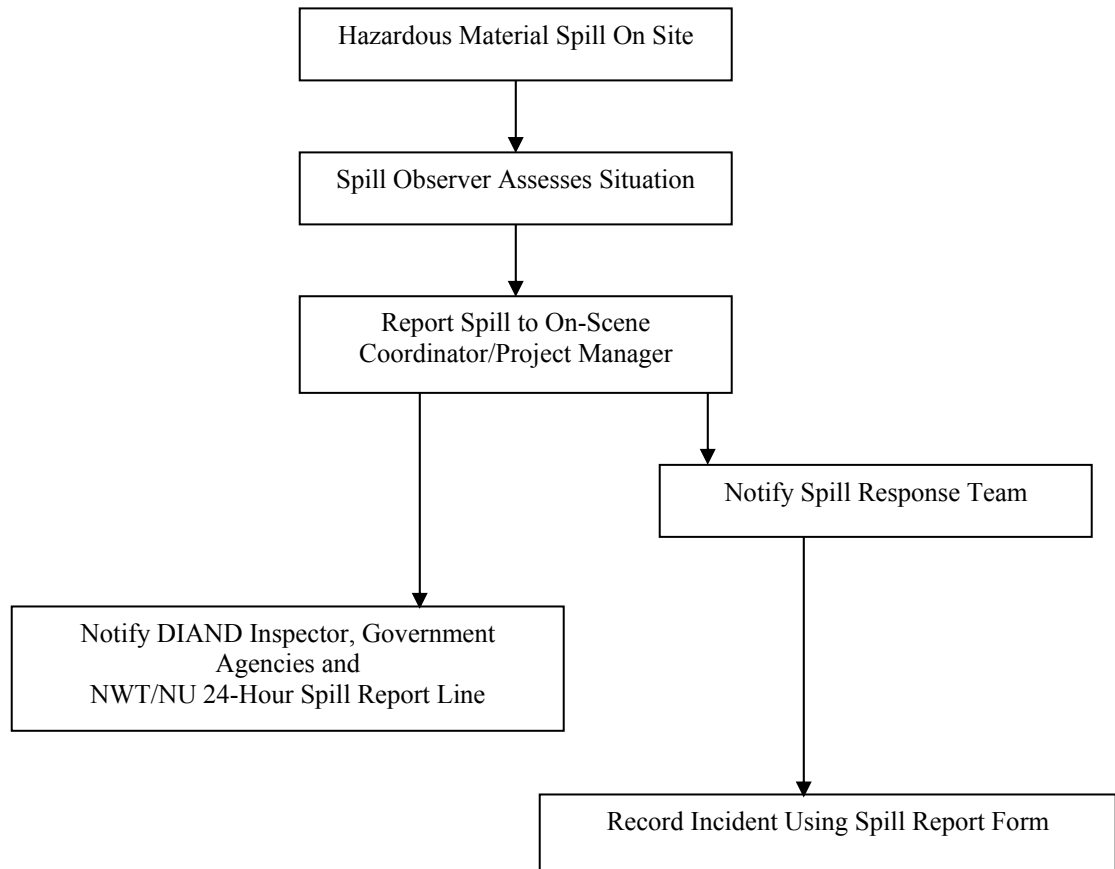 Hazardous Material Spill On Site
Spill Observer Assesses Situation
Report Spill to On-Scene
Coordinator/Project Manager
Notify Spill Response Team
Notify DIAND Inspector, Government
Agencies and
NWT/NU 24-Hour Spill Report Line
Record Incident Using Spill Report Form